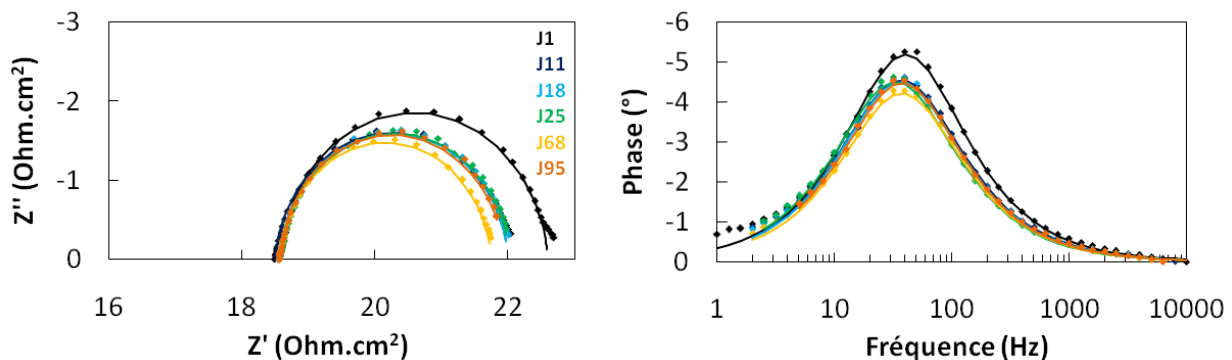 -3
-2
-1
0
Z'' (Ohm.cm²)
J1
J11
J18
J25
J68
J95
16
18
20
22
Z' (Ohm.cm²)
-6
-5
-4
-3
-2
-1
0
Phase (°)
1
10
100
1000
10000
Fréquence (Hz)